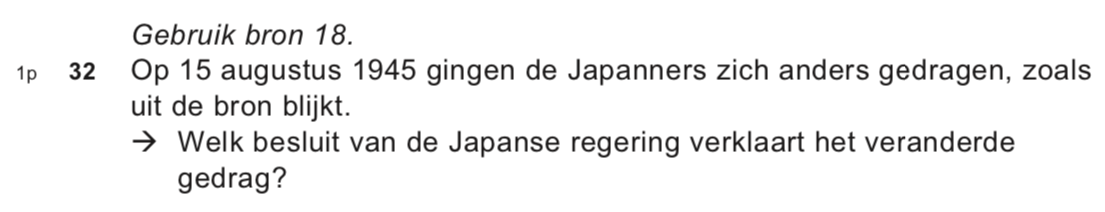 Gebruik bron 18.
1p 32 Op 15 augustus 1945 gingen de Japanners zich anders gedragen, zoals
uit de bron blijkt.
→ Welk besluit van de Japanse regering verklaart het veranderde
gedrag?